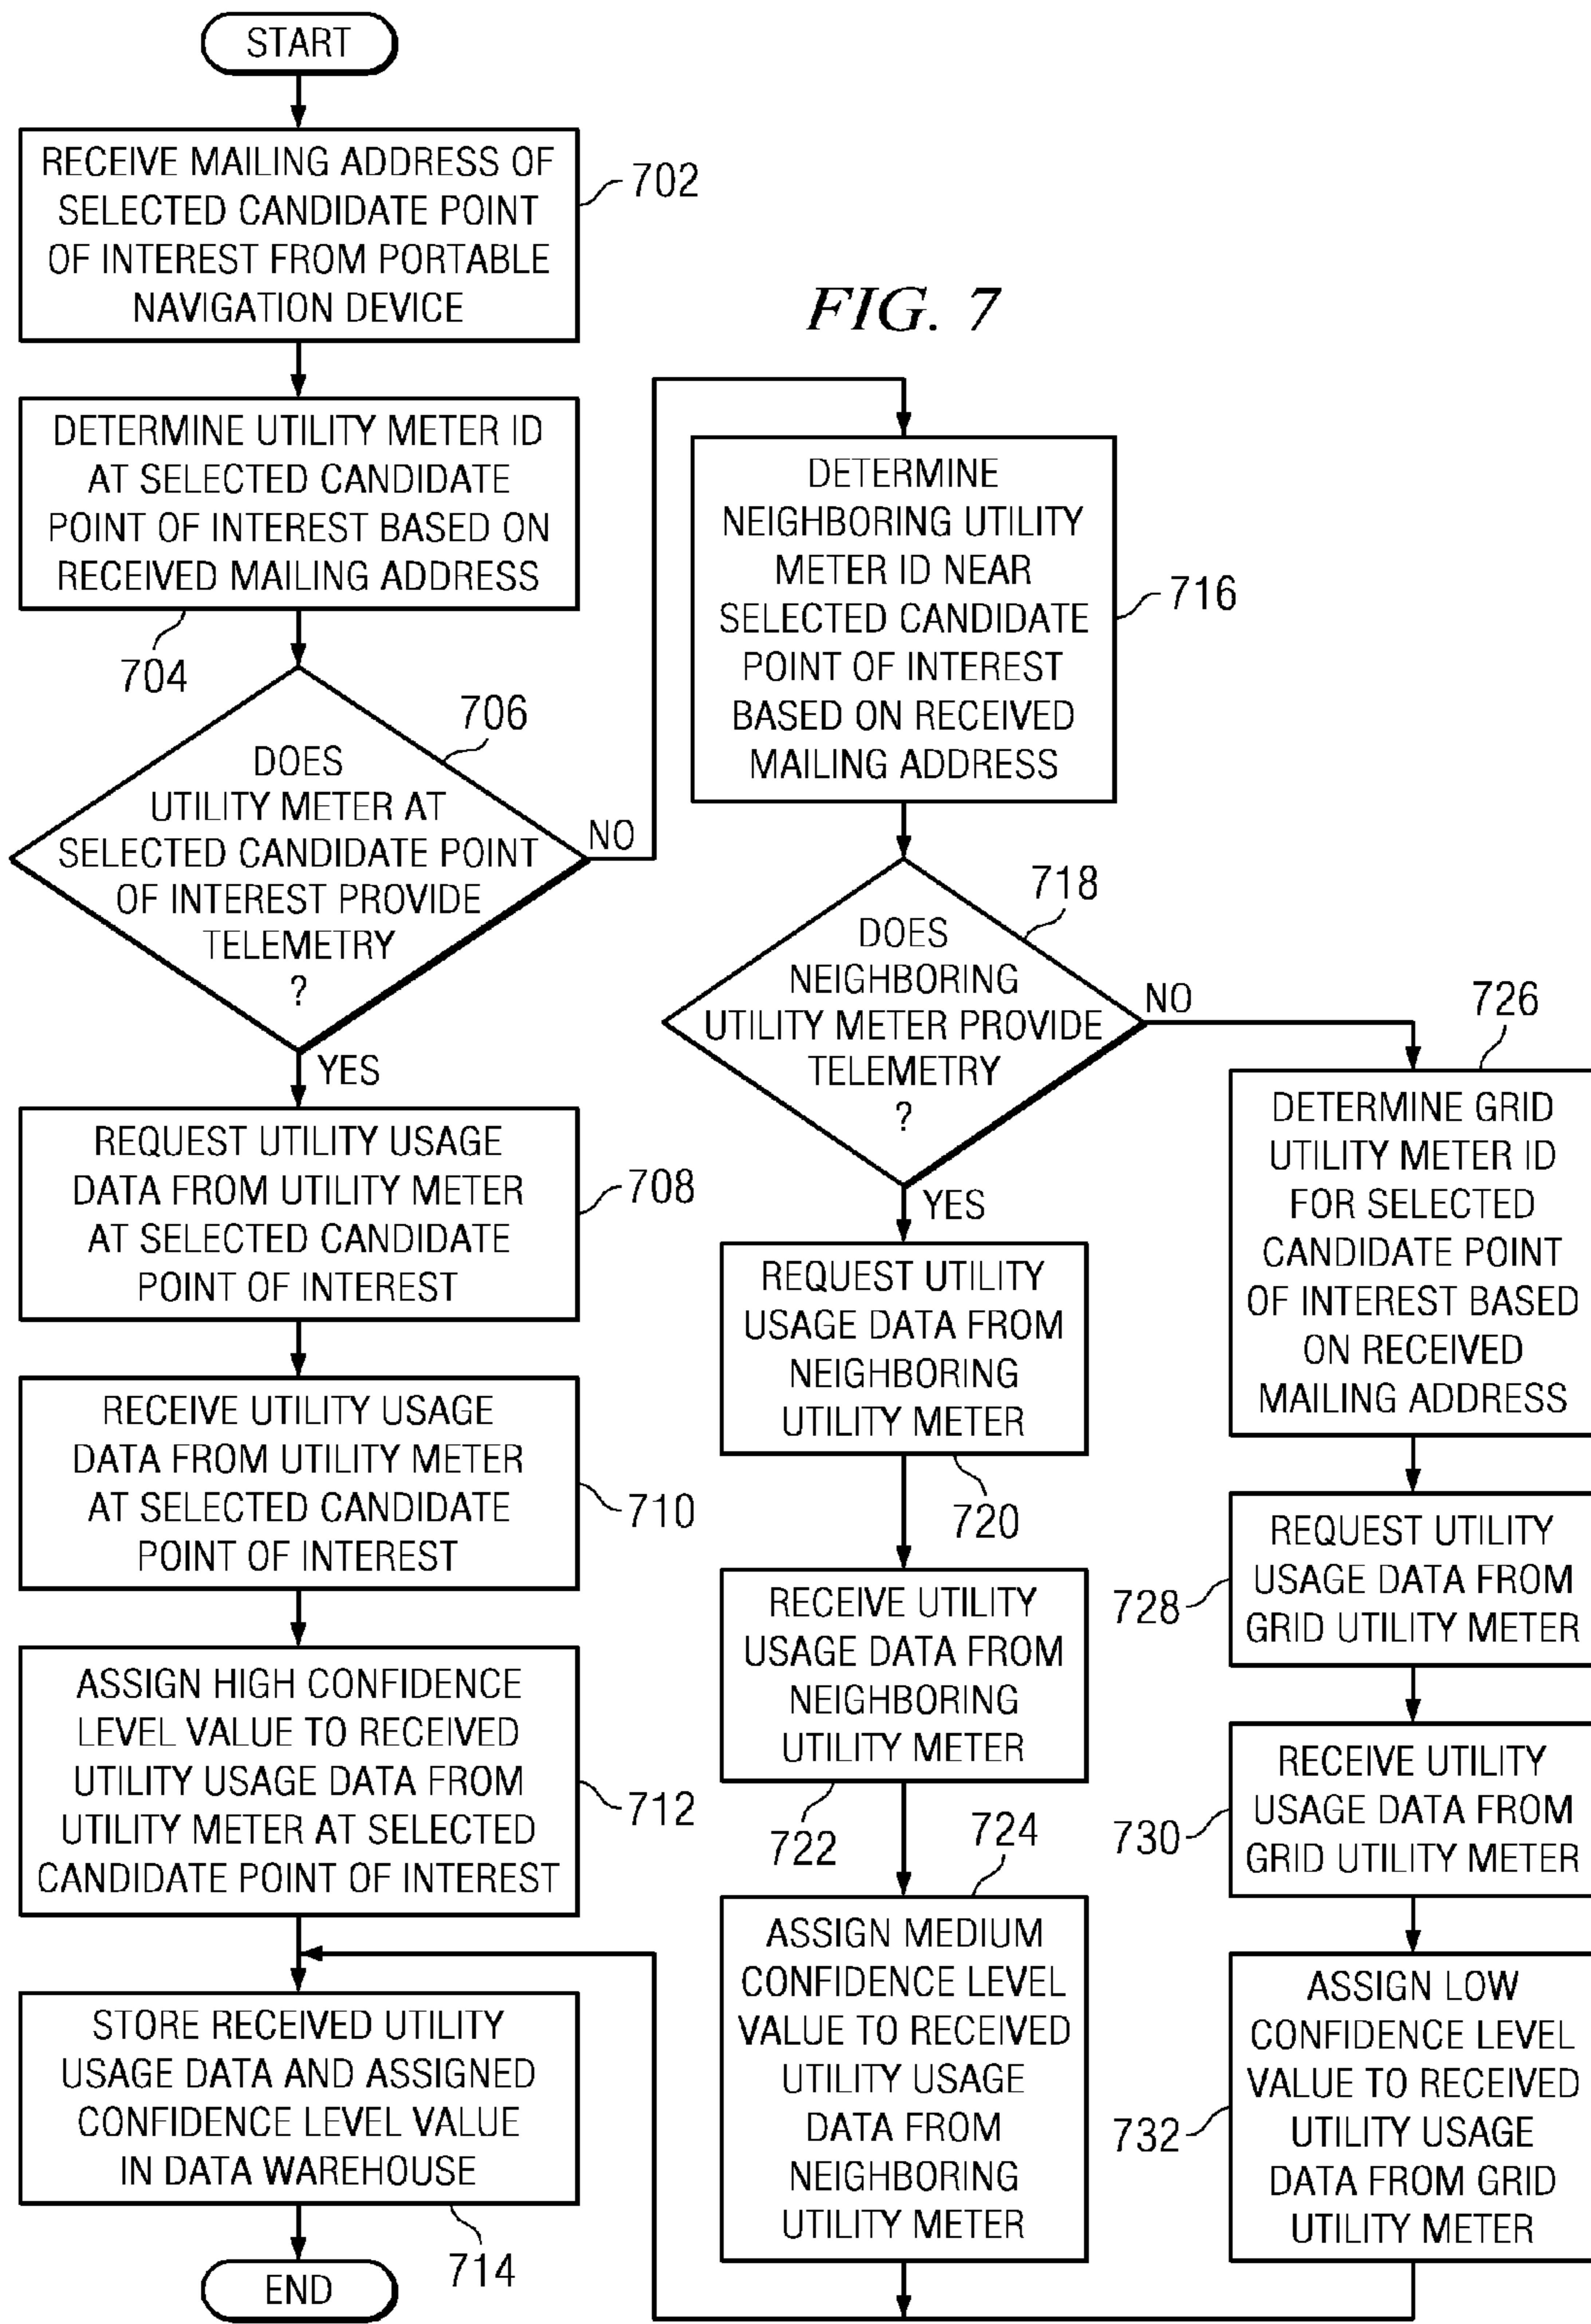 START
RECEIVE MAILING ADDRESS OF
SELECTED CANDIDATE POINT
OF INTEREST FROM PORTABLE
NAVIGATION DEVICE
702
FIG. 7
DETERMINE UTILITY METER ID
AT SELECTED CANDIDATE
POINT OF INTEREST BASED ON
RECEIVED MAILING ADDRESS
704
706
DOES
UTILITY METER AT
SELECTED CANDIDATE POINT
OF INTEREST PROVIDE
TELEMETRY
?
NO
YES
REQUEST UTILITY USAGE
DATA FROM UTILITY METER
AT SELECTED CANDIDATE
POINT OF INTEREST
708
RECEIVE UTILITY USAGE
DATA FROM UTILITY METER
AT SELECTED CANDIDATE
POINT OF INTEREST
710
ASSIGN HIGH CONFIDENCE
LEVEL VALUE TO RECEIVED
UTILITY USAGE DATA FROM
UTILITY METER AT SELECTED
CANDIDATE POINT OF INTEREST
712
STORE RECEIVED UTILITY
USAGE DATA AND ASSIGNED
CONFIDENCE LEVEL VALUE
IN DATA WAREHOUSE
714
END
DETERMINE
NEIGHBORING UTILITY
METER ID NEAR
SELECTED CANDIDATE
POINT OF INTEREST
BASED ON RECEIVED
MAILING ADDRESS
716
718
DOES
NEIGHBORING
UTILITY METER PROVIDE
TELEMETRY
?
NO
YES
REQUEST UTILITY
USAGE DATA FROM
NEIGHBORING
UTILITY METER
720
RECEIVE UTILITY
USAGE DATA FROM
NEIGHBORING
UTILITY METER
722
724
ASSIGN MEDIUM
CONFIDENCE LEVEL
VALUE TO RECEIVED
UTILITY USAGE
DATA FROM
NEIGHBORING
UTILITY METER
726
DETERMINE GRID
UTILITY METER ID
FOR SELECTED
CANDIDATE POINT
OF INTEREST BASED
ON RECEIVED
MAILING ADDRESS
REQUEST UTILITY
USAGE DATA FROM
GRID UTILITY METER
728
RECEIVE UTILITY
USAGE DATA FROM
GRID UTILITY METER
730
ASSIGN LOW
CONFIDENCE LEVEL
VALUE TO RECEIVED
UTILITY USAGE
DATA FROM GRID
UTILITY METER
732